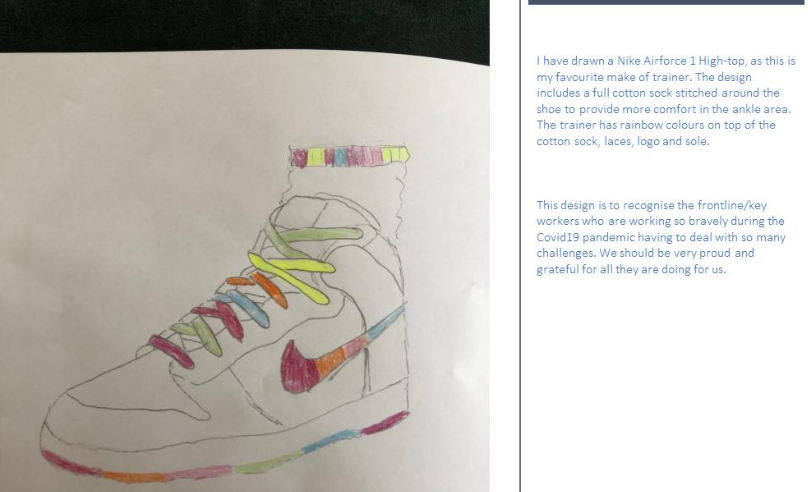 I have drawn a Nike Airforce 1 High-top, as this is
my favourite make of trainer. The design
includes a full cotton sock stitched around the
shoe to provide more comfort in the ankle area.
The trainer has rainbow colours on top of the
cotton sock, laces, logo and sole.
This design is to recognise the frontline/key
workers who are working so bravely during the
Covid19 pandemic having to deal with so many
challenges. We should be very proud and
grateful for all they are doing for us.